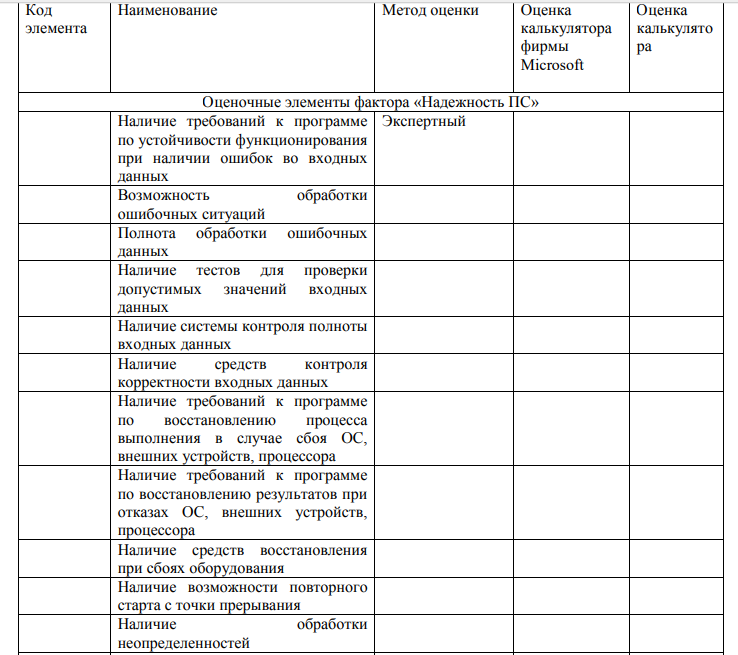 Код элемента
Наименование
Метод оценки
Оценка калькулятора фирмы Microsoft
Оценка калькулято ра
Оценочные элементы фактора «Надежность ПС»
Наличие требований к программе
по устойчивости функционирования
при наличии ошибок во входных
данных
Экспертный
Возможность обработки
ошибочных ситуаций
Полнота обработки ошибочных
данных
Наличие тестов для проверки
допустимых значений входных
данных
Наличие системы контроля полноты
входных данных
Наличие средств контроля
корректности входных данных
Наличие требований к программе
по восстановлению процесса
выполнения в случае сбоя ОС,
внешних устройств, процессора
Наличие требований к программе
по восстановлению результатов при
отказах ОС, внешних устройств,
процессора
Наличие средств восстановления
при сбоях оборудования
Наличие возможности повторного
старта с точки прерывания
Наличие обработки
неопределенностей